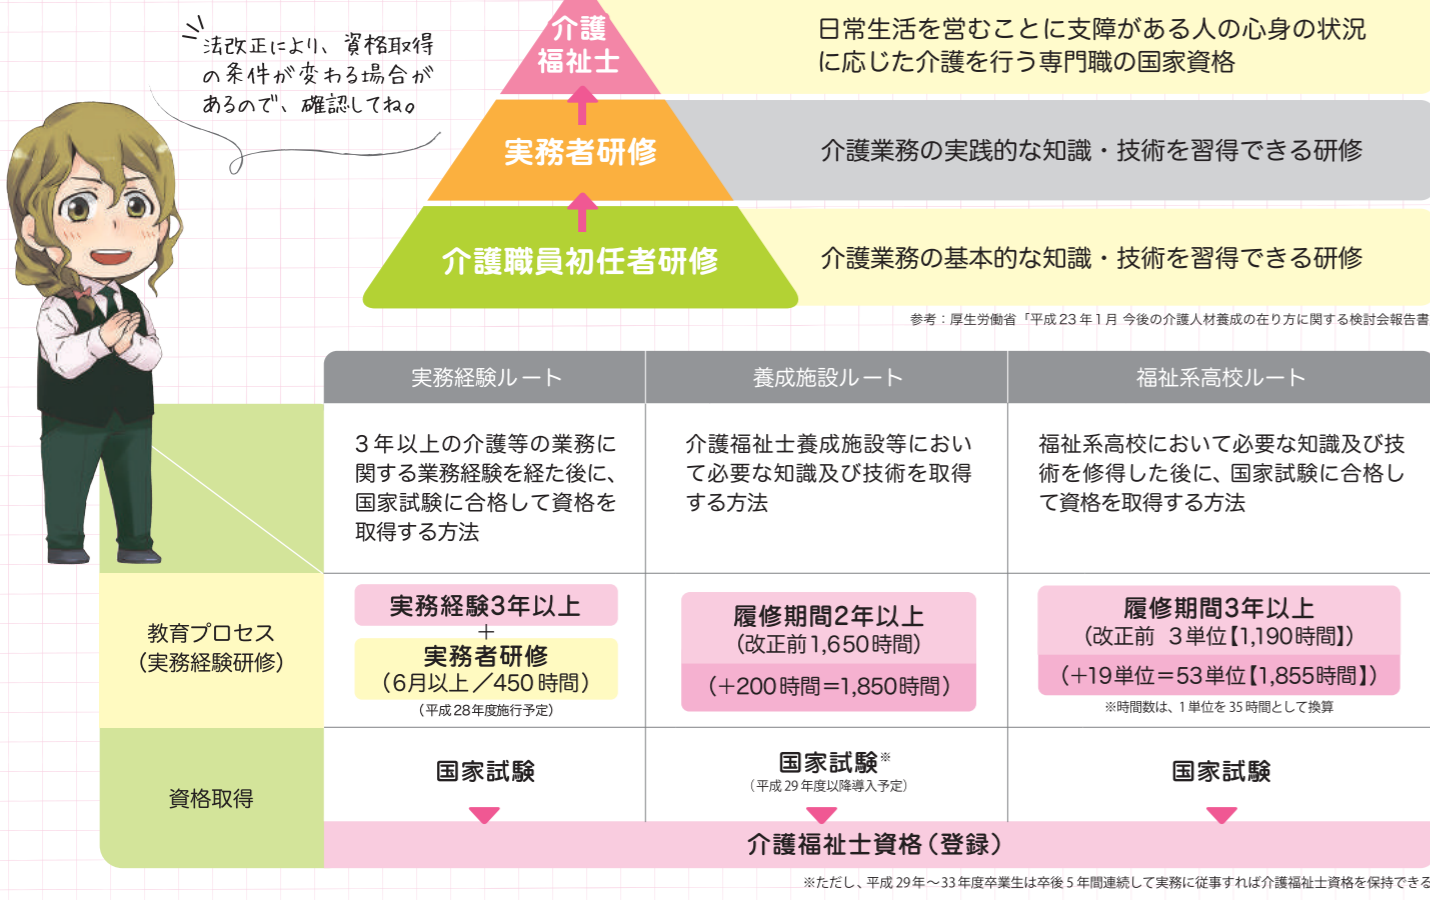 法改正により、資格取得
の条件が変わる場合が
あるので、確認してね。
介護
福祉士
日常生活を営むことに支障がある人の心身の状況
に応じた介護を行う専門職の国家資格
実務者研修
介護業務の実践的な知識・技術を習得できる研修
介護職員初任者研修
介護業務の基本的な知識・技術を習得できる研修
参考：厚生労働省「平成23年1月 今後の介護人材養成の在り方に関する検討会報告書
実務経験ルート
養成施設ルート
福祉系高校ルート
3年以上の介護等の業務に
関する業務経験を経た後に、
国家試験に合格して資格を
取得する方法
介護福祉士養成施設等におい
て必要な知識及び技術を取得
する方法
福祉系高校において必要な知識及び技
術を修得した後に、国家試験に合格し
て資格を取得する方法
教育プロセス
（実務経験研修）
実務経験3年以上
＋
実務者研修
（6月以上／450時間）
（平成28年度施行予定）
履修期間2年以上
（改正前1,650時間）
（＋200時間＝1,850時間）
履修期間3年以上
（改正前 3単位【1,190時間】）
（＋19単位＝53単位【1,855時間】）
※時間数は、1単位を35時間として換算
資格取得
国家試験
国家試験※
（平成29年度以降導入予定）
国家試験
介護福祉士資格（登録）
※ただし、平成29年～33年度卒業生は卒後5年間連続して実務に従事すれば介護福祉士資格を保持できる